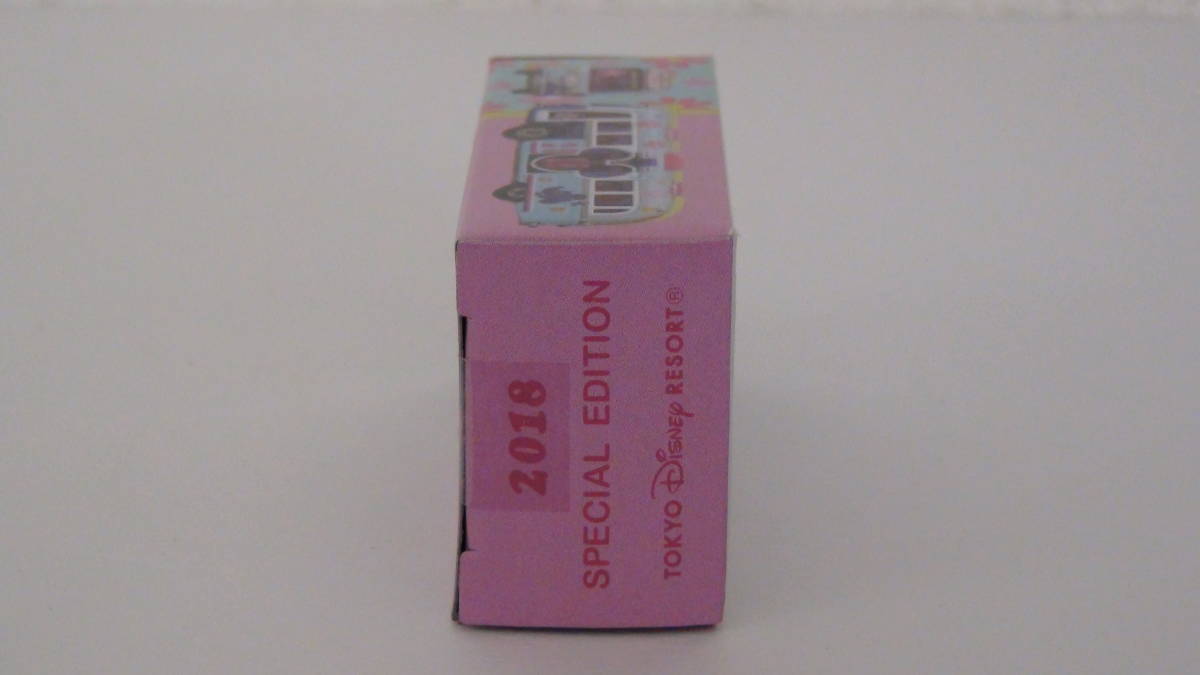 2018
SPECIAL EDITION
TOKYO Disney RESORT®